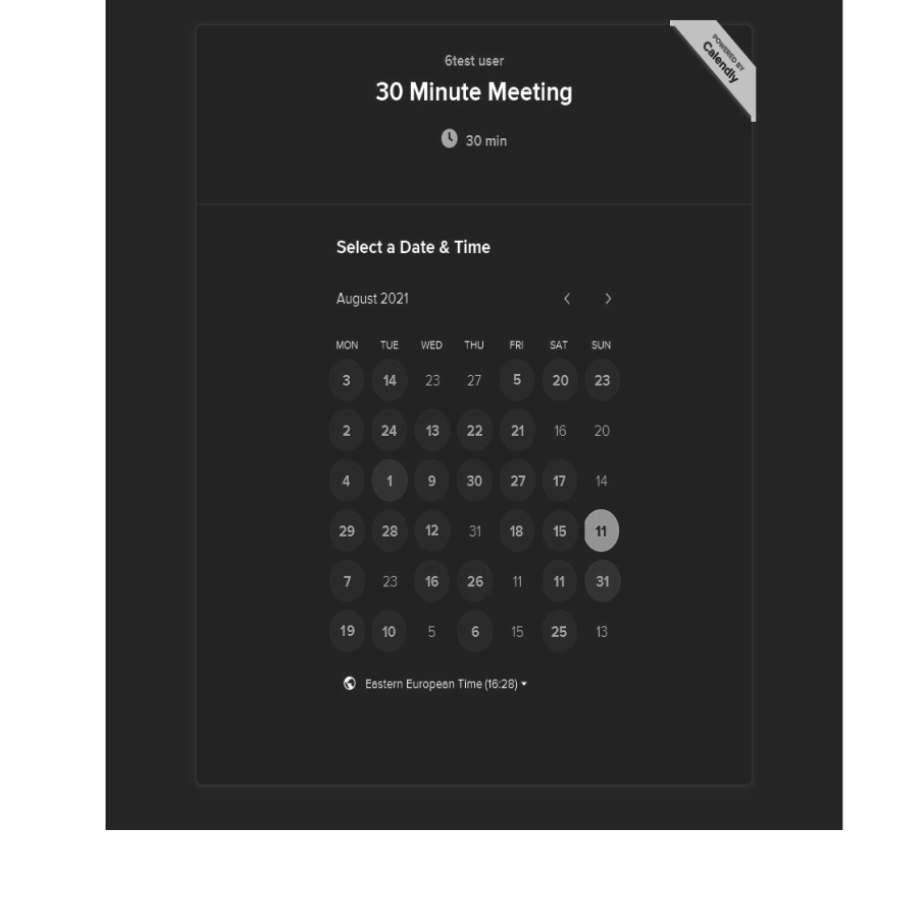 POWERED BY
Calendly
6test user
30 Minute Meeting
30 min
Select a Date & Time
August 2021
MON TUE WED THU FRI SAT SUN
3 14 23 27 5 20 23
2 24 13 22 21 16 20
4 1 9 30 27 17 14
29 28 12 31 18 15 11
7 23 16 26 11 11 31
19 10 5 6 15 25 13
Eastern European Time (16:28)